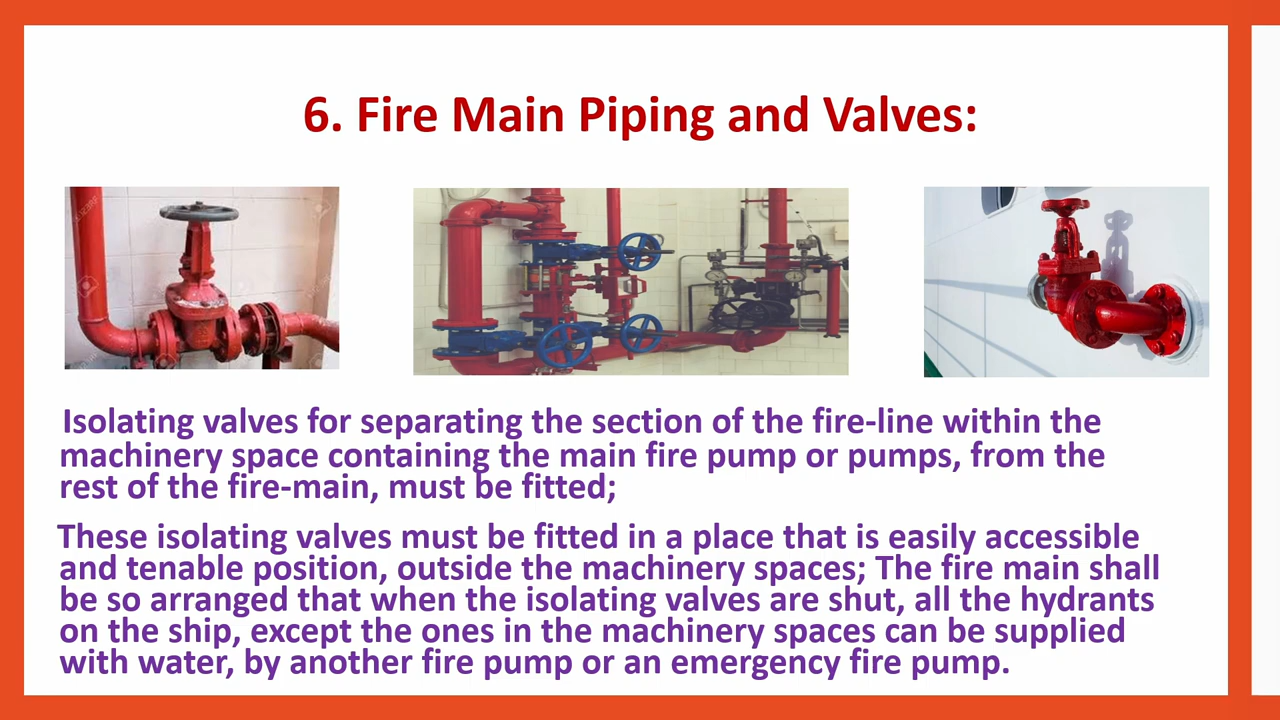 6. Fire Main Piping and Valves:
Isolating valves for separating the section of the fire-line within the
machinery space containing the main fire pump or pumps, from the
rest of the fire-main, must be fitted;
These isolating valves must be fitted in a place that is easily accessible
and tenable position, outside the machinery spaces; The fire main shall
be so arranged that when the isolating valves are shut, all the hydrants
on the ship, except the ones in the machinery spaces can be supplied
with water, by another fire pump or an emergency fire pump.